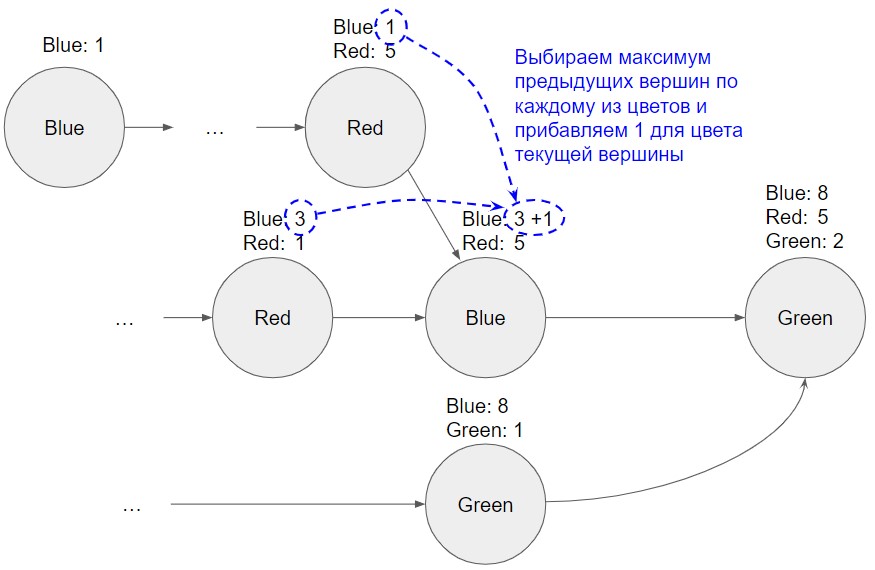 Blue: 1
Blue: 1
Red: 5
Выбираем максимум
предыдущих вершин по
каждому из цветов и
прибавляем 1 для цвета
текущей вершины
Blue
...
Red
Blue: 8
Red: 5
Green: 2
Blue: 3
Red: 1
Blue: 3 +1
Red: 5
...
Red
Blue
Green
Blue: 8
Green: 1
...
Green